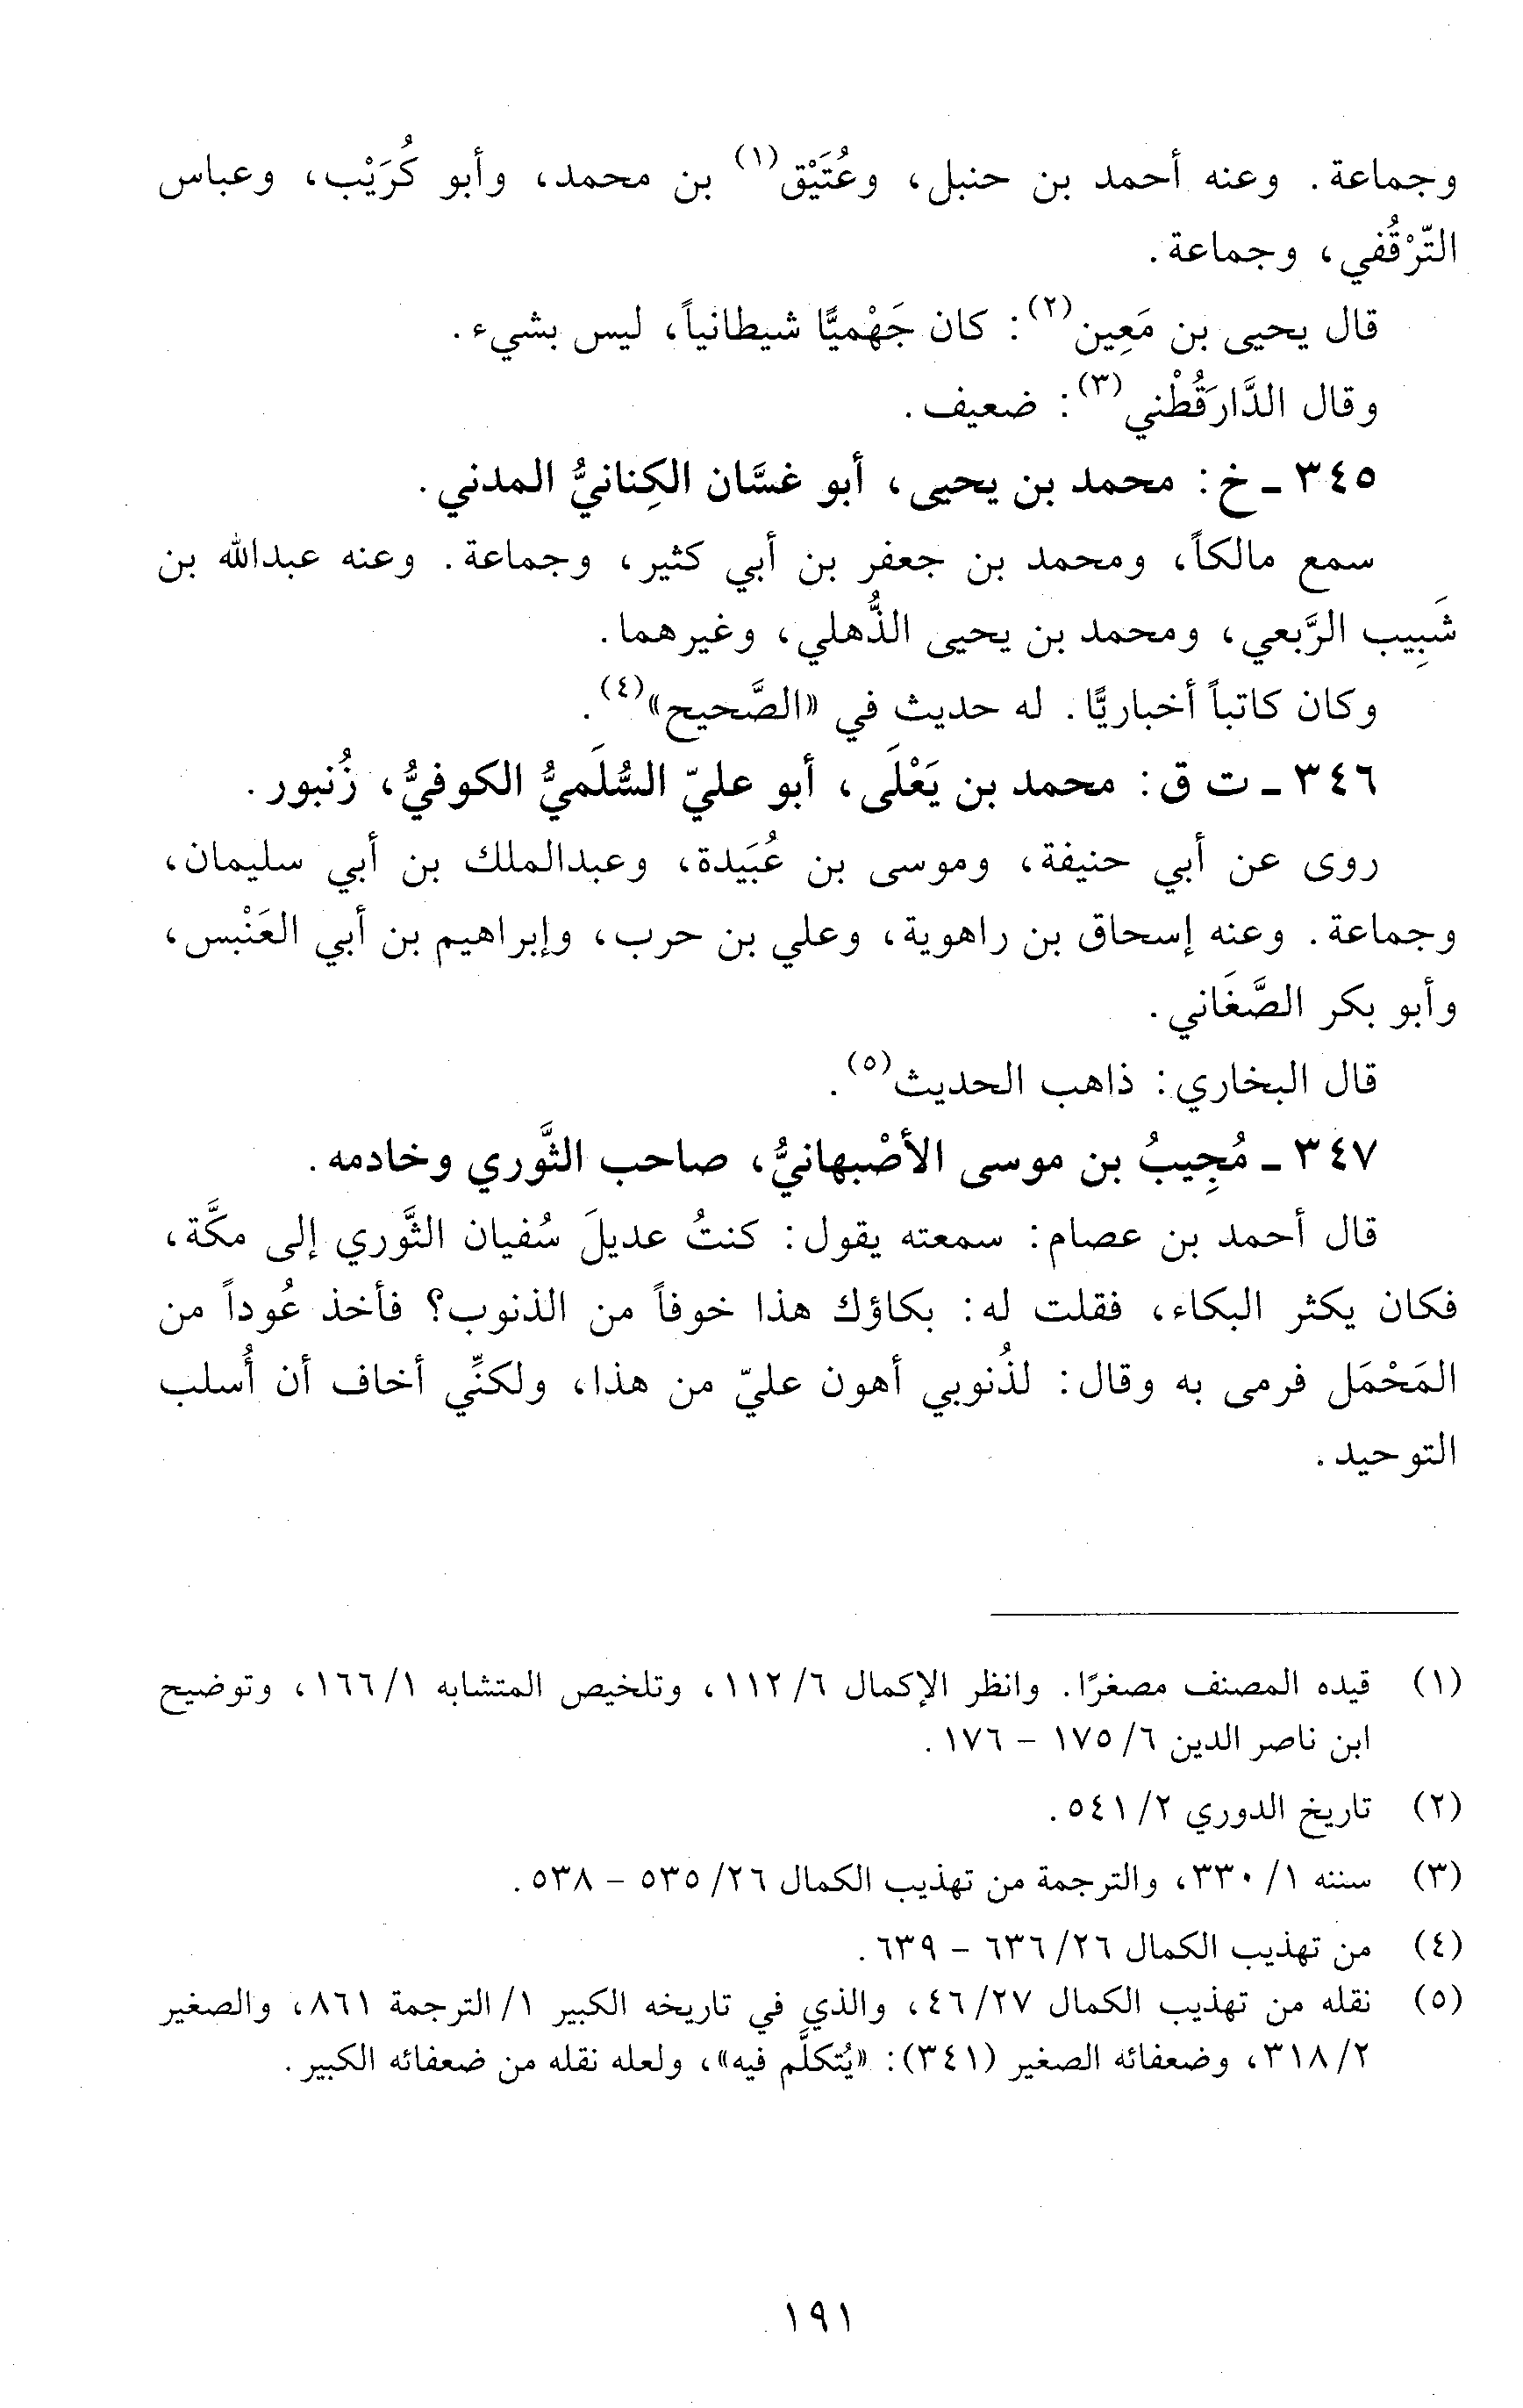 وجماعة. وعنه أحمد بن حنبل، وعُتَيْق(١) بن محمد، وأبو كُرَيْب، وعباس
التّرْقُفي، وجماعة.
قال يحيى بن مَعِين(٢): كان جَهْميًّا شيطانياً، ليس بشيء.
وقال الدَّارَقُطْني(٣): ضعيف.
٣٤٥ ـ خ: محمد بن يحيى، أبو غسَّان الكِنانيُّ المدني.
سمع مالكاً، ومحمد بن جعفر بن أبي كثير، وجماعة. وعنه عبدالله بن
شَبِيب الرَّبعي، ومحمد بن يحيى الذُّهلي، وغيرهما.
وكان كاتباً أخباريًّا. له حديث في «الصَّحيح»(٤).
٣٤٦ ـ ت ق: محمد بن يَعْلَى، أبو عليّ السُّلَميُّ الكوفيُّ، زُنبور.
روى عن أبي حنيفة، وموسى بن عُبَيدة، وعبدالملك بن أبي سليمان،
وجماعة. وعنه إسحاق بن راهوية، وعلي بن حرب، وإبراهيم بن أبي العَنْبس،
وأبو بكر الصَّغَاني.
قال البخاري: ذاهب الحديث(٥).
٣٤٧ ـ مُجِيبُ بن موسى الأصْبهانيُّ، صاحب الثَّوري وخادمه.
قال أحمد بن عصام: سمعته يقول: كنتُ عديلَ سُفيان الثَّوري إلى مكَّة،
فكان يكثر البكاء، فقلت له: بكاؤك هذا خوفاً من الذنوب؟ فأخذ عُوداً من
المَحْمَل فرمى به وقال: لذُنوبي أهون عليّ من هذا، ولكنِّي أخاف أن أُسلب
التوحيد.
(١) قيده المصنف مصغرًا. وانظر الإكمال ٦/ ١١٢، وتلخيص المتشابه ١/ ١٦٦، وتوضيح
ابن ناصر الدين ٦/ ١٧٥ – ١٧٦.
(٢) تاريخ الدوري ٢/ ٥٤١.
(٣) سننه ١/ ٣٣٠، والترجمة من تهذيب الكمال ٢٦/ ٥٣٥ – ٥٣٨.
(٤) من تهذيب الكمال ٢٦/ ٦٣٦ – ٦٣٩.
(٥) نقله من تهذيب الكمال ٢٧/ ٤٦، والذي في تاريخه الكبير ١/ الترجمة ٨٦١، والصغير
٢/ ٣١٨، وضعفائه الصغير (٣٤١): «يُتكلَّم فيه»، ولعله نقله من ضعفائه الكبير.
١٩١